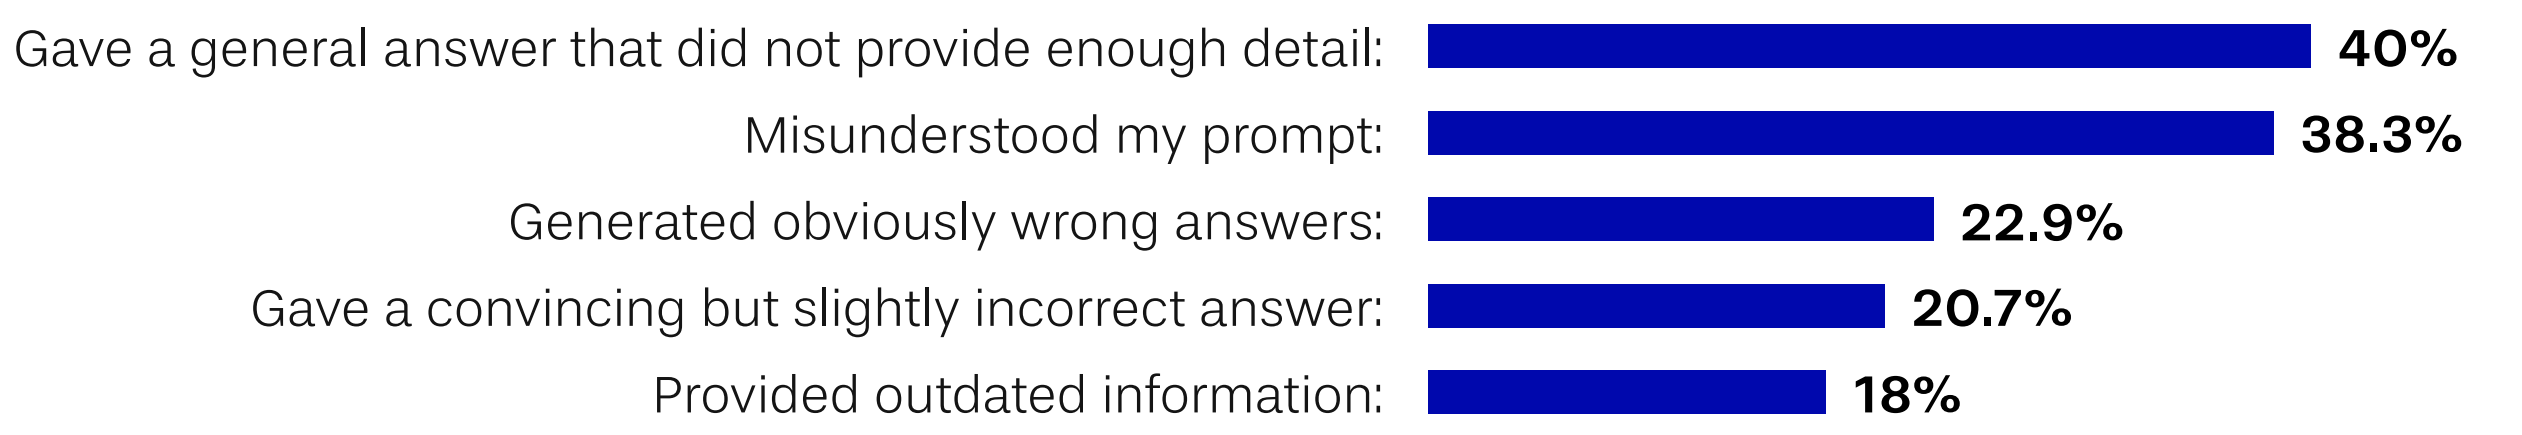 Gave a general answer that did not provide enough detail: 40%
Misunderstood my prompt: 38.3%
Generated obviously wrong answers: 22.9%
Gave a convincing but slightly incorrect answer: 20.7%
Provided outdated information: 18%